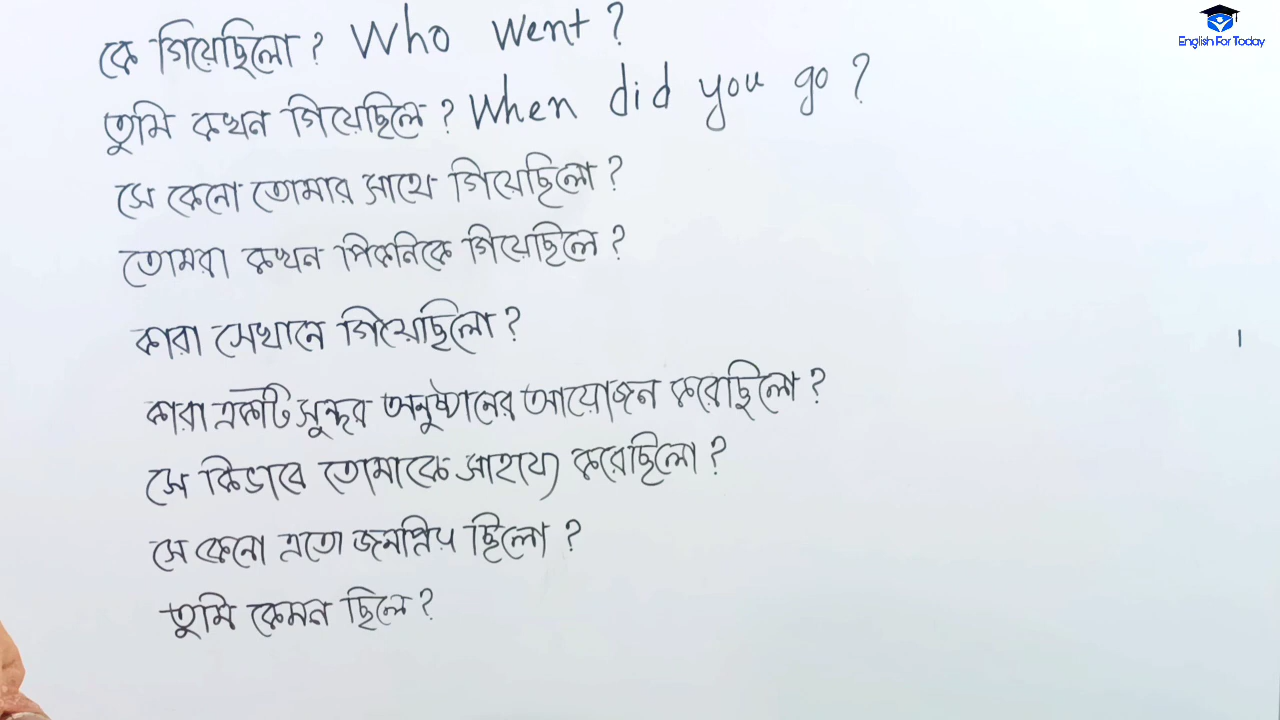 English For Today
কে গিয়েছিলো ? Who went ?
তুমি কখন গিয়েছিলে ? When did you go ?
সে কেনো তোমার সাথে গিয়েছিলো ?
তোমরা কখন পিকনিকে গিয়েছিলে ?
কারা সেখানে গিয়েছিলো ?
কারা একটি সুন্দর অনুষ্ঠানের আয়োজন করেছিলো ?
সে কিভাবে তোমাকে সাহায্য করেছিলো ?
সে কেনো এতো জনপ্রিয় ছিলো ?
তুমি কেমন ছিলে ?